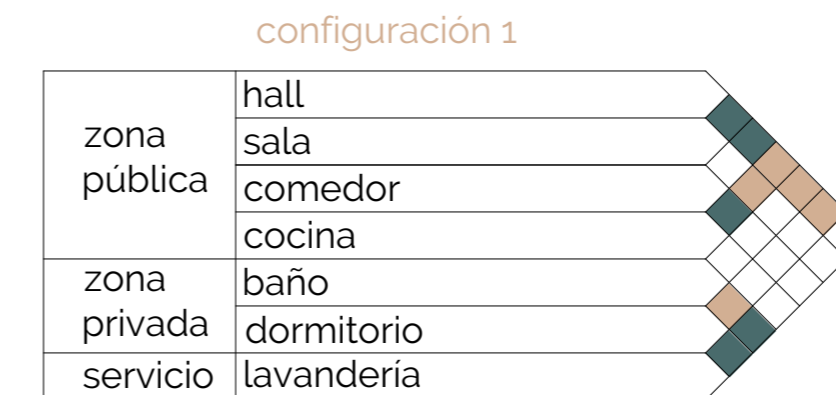 configuración 1
zona
pública
hall
sala
comedor
cocina
zona
privada
baño
dormitorio
servicio
lavandería